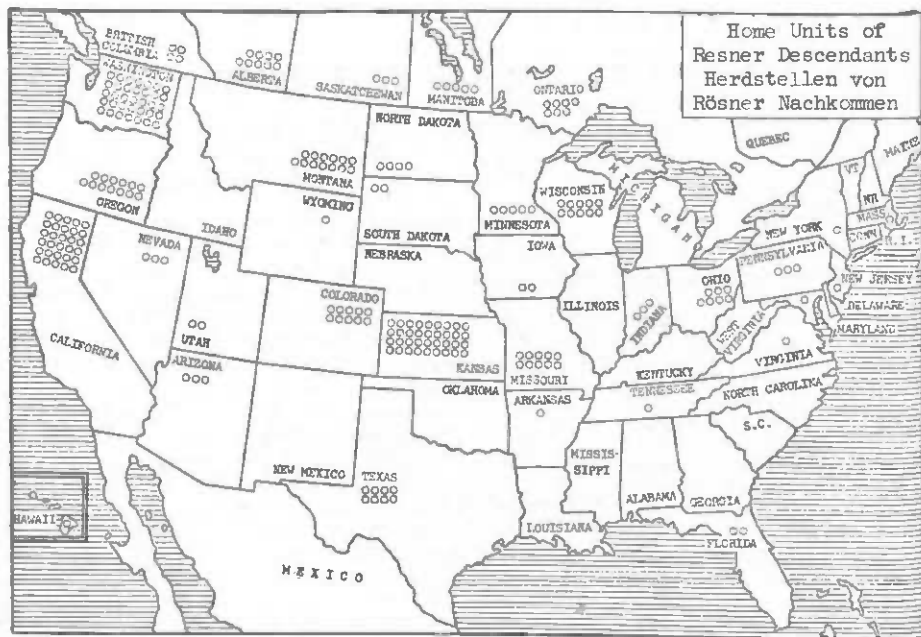 Home Units of
Resner Descendants
Herdstellen von
Rösner Nachkommen
BRITISH
COLUMBIA
WASHINGTON
ALBERTA
SASKATCHEWAN
MANITOBA
ONTARIO
QUEBEC
MAINE
NORTH DAKOTA
MONTANA
OREGON
IDAHO
WYOMING
SOUTH DAKOTA
MINNESOTA
WISCONSIN
MICHIGAN
VT
NH
MASS
CONN
R.I.
NEW YORK
PENNSYLVANIA
NEW JERSEY
DELAWARE
MARYLAND
NEVADA
UTAH
COLORADO
NEBRASKA
IOWA
ILLINOIS
INDIANA
OHIO
WEST
VIRGINIA
VIRGINIA
CALIFORNIA
ARIZONA
NEW MEXICO
KANSAS
OKLAHOMA
MISSOURI
KENTUCKY
TENNESSEE
NORTH CAROLINA
S.C.
ARKANSAS
TEXAS
LOUISIANA
MISSIS-
SIPPI
ALABAMA
GEORGIA
FLORIDA
HAWAII
MEXICO